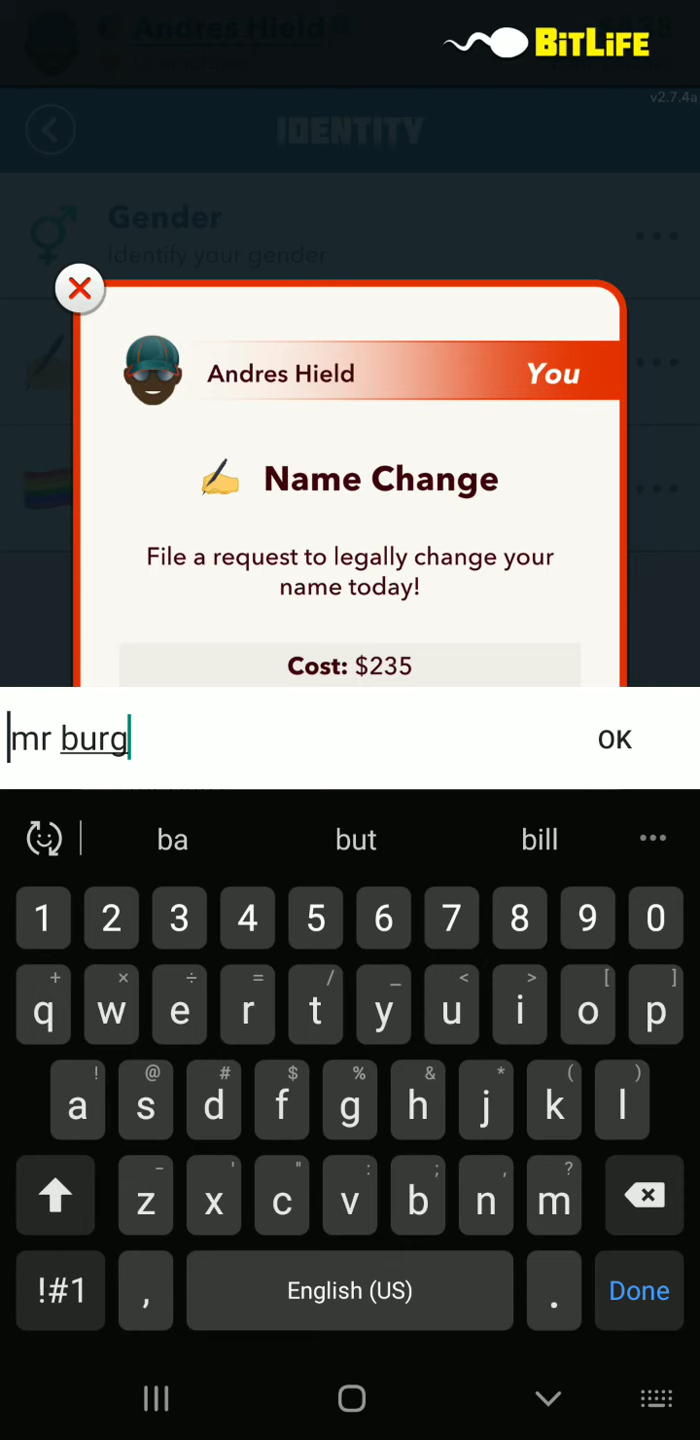 Andres Hield
BITLIFE
v2.7.4a
IDENTITY
Gender
Identify your gender
Andres Hield
You
Name Change
File a request to legally change your
name today!
Cost: $235
mr burg
OK
ba but bill
1 2 3 4 5 6 7 8 9 0
+ × ÷ = / _ < > [ ]
q w e r t y u i o p
! @ # $ % & * ( )
a s d f g h j k l
- ' " : ; , ?
z x c v b n m
!#1 , English (US) . Done